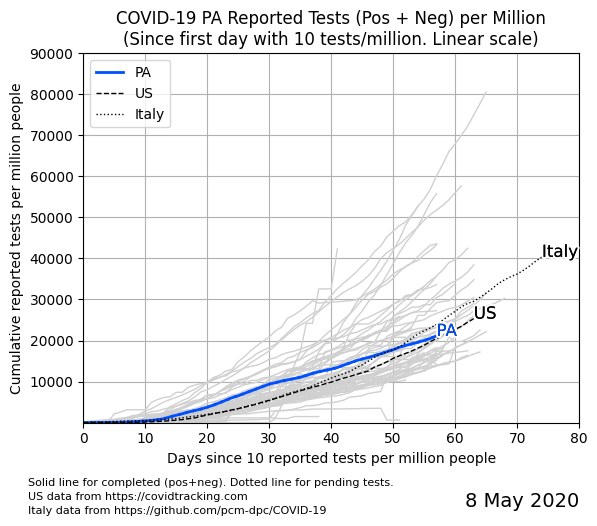 COVID-19 PA Reported Tests (Pos + Neg) per Million
(Since first day with 10 tests/million. Linear scale)
Cumulative reported tests per million people
90000
80000
70000
60000
50000
40000
30000
20000
10000
PA
US
Italy
Italy
US
PA
0 10 20 30 40 50 60 70 80
Days since 10 reported tests per million people
Solid line for completed (pos+neg). Dotted line for pending tests.
US data from https://covidtracking.com
Italy data from https://github.com/pcm-dpc/COVID-19
8 May 2020